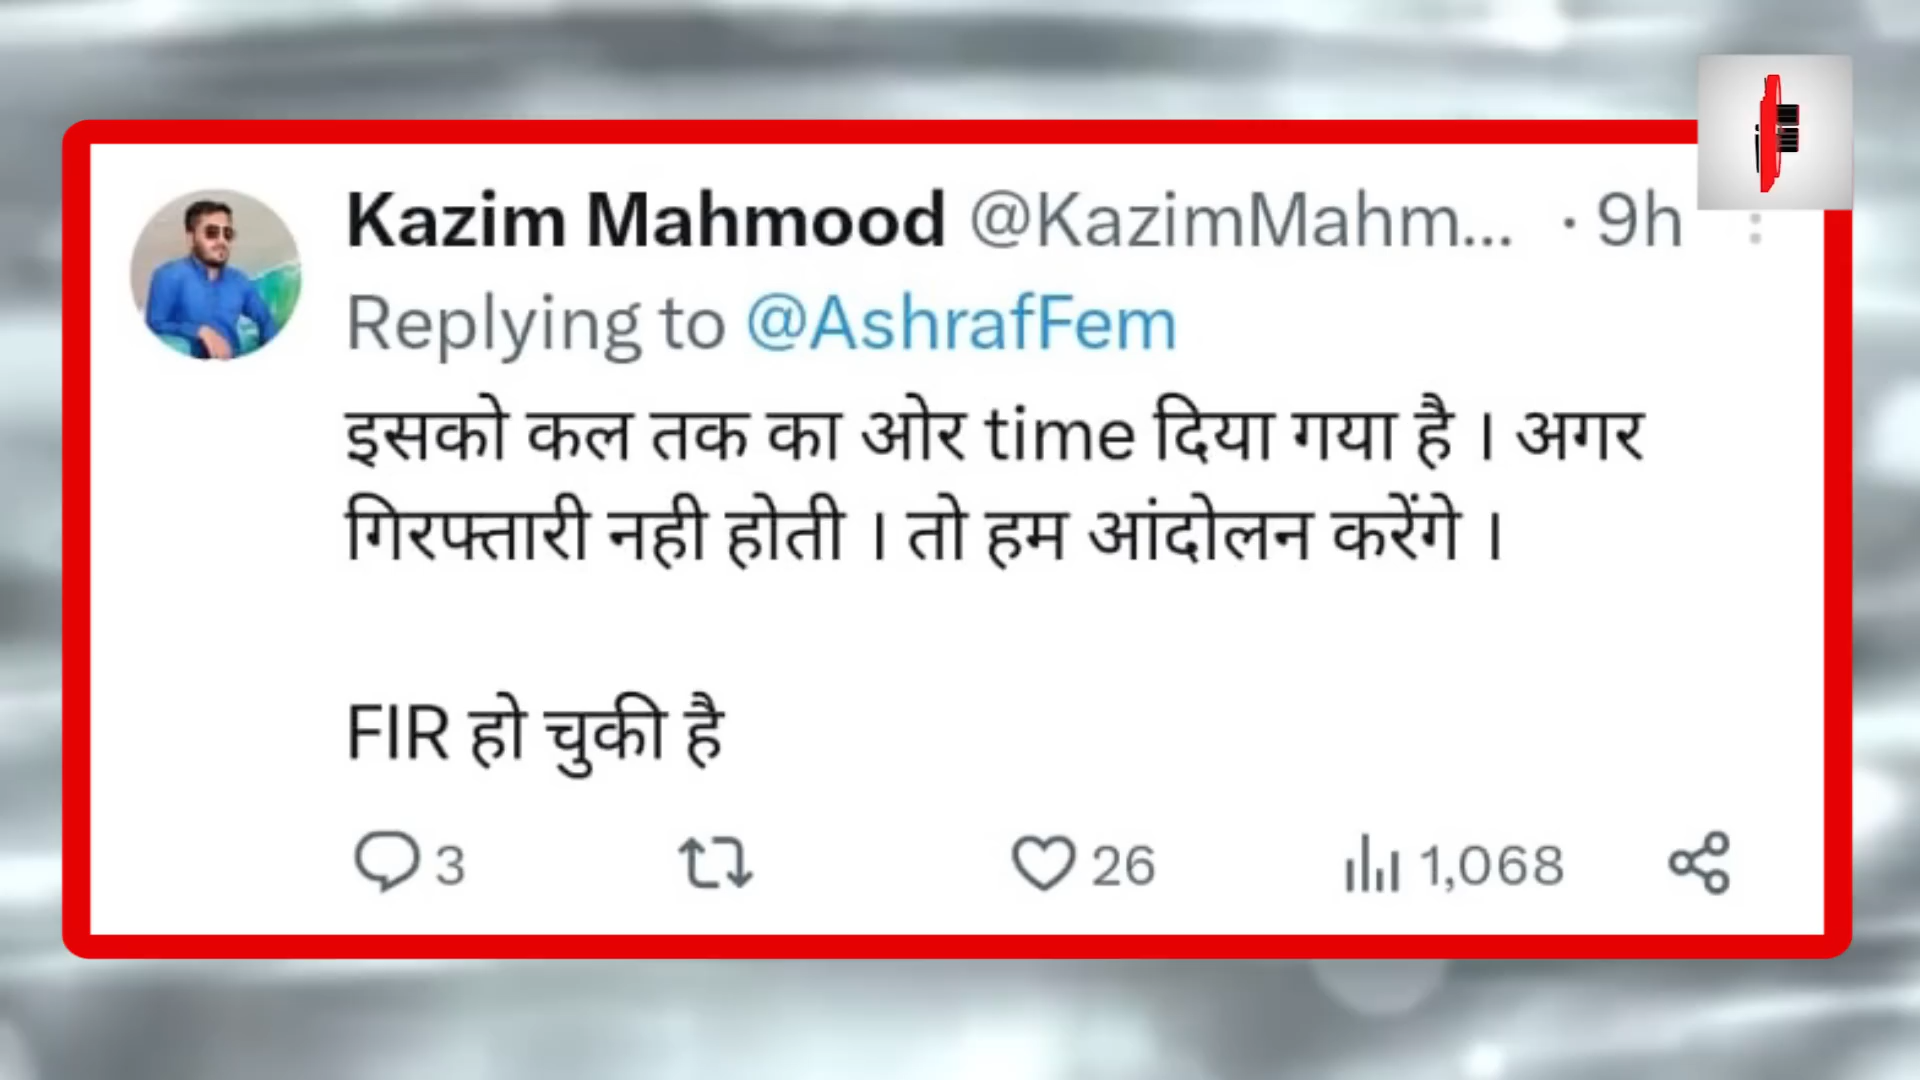 Kazim Mahmood @KazimMahm... · 9h
Replying to @AshrafFem
इसको कल तक का ओर time दिया गया है । अगर
गिरफ्तारी नही होती । तो हम आंदोलन करेंगे ।
FIR हो चुकी है
3 26 1,068